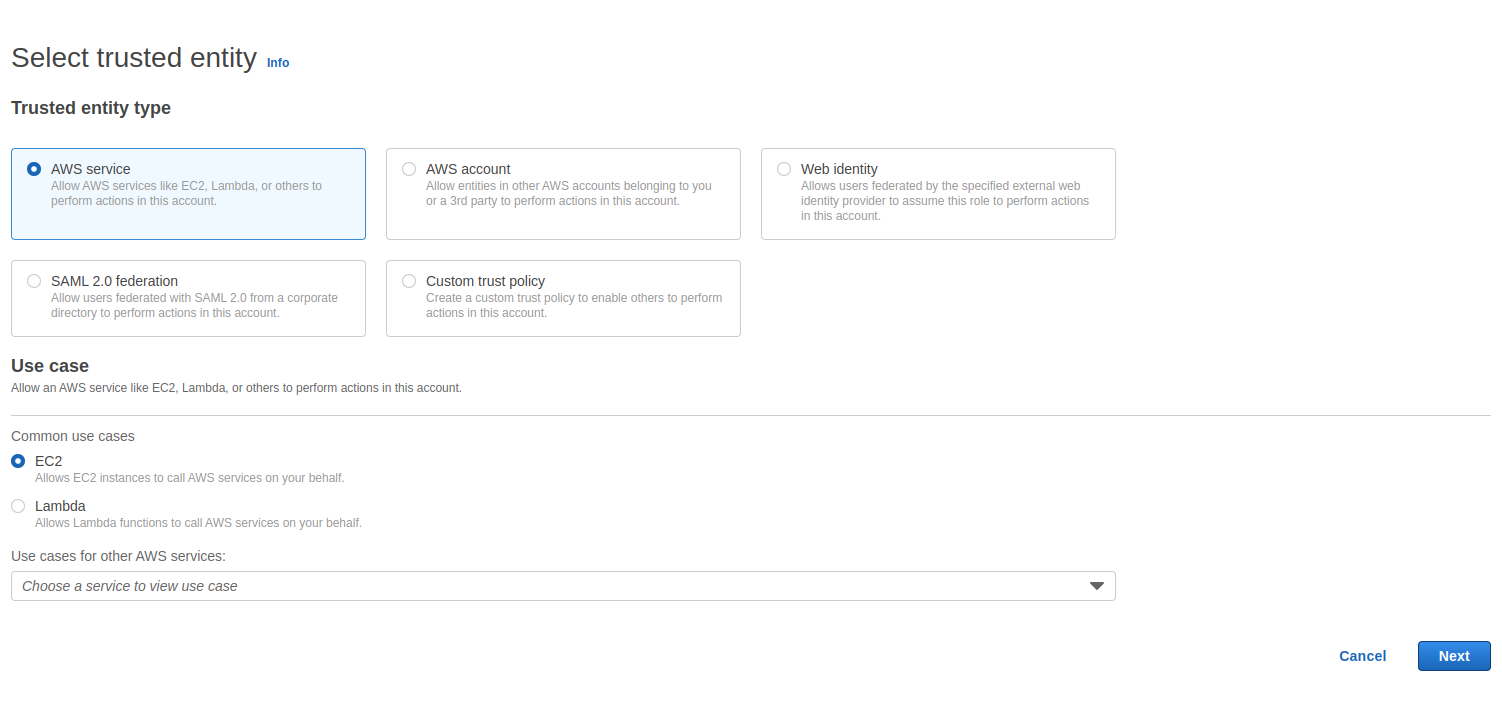 Select trusted entity Info
Trusted entity type
AWS service
Allow AWS services like EC2, Lambda, or others to
perform actions in this account.
AWS account
Allow entities in other AWS accounts belonging to you
or a 3rd party to perform actions in this account.
Web identity
Allows users federated by the specified external web
identity provider to assume this role to perform actions
in this account.
SAML 2.0 federation
Allow users federated with SAML 2.0 from a corporate
directory to perform actions in this account.
Custom trust policy
Create a custom trust policy to enable others to perform
actions in this account.
Use case
Allow an AWS service like EC2, Lambda, or others to perform actions in this account.
Common use cases
EC2
Allows EC2 instances to call AWS services on your behalf.
Lambda
Allows Lambda functions to call AWS services on your behalf.
Use cases for other AWS services:
Choose a service to view use case
Cancel
Next